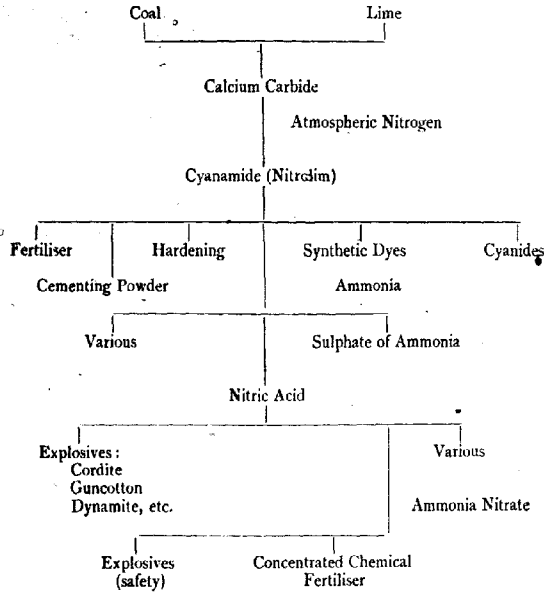 Coal Lime
Calcium Carbide
Atmospheric Nitrogen
Cyanamide (Nitrolim)
Fertiliser Hardening Synthetic Dyes Cyanides
Cementing Powder Ammonia
Various Sulphate of Ammonia
Nitric Acid
Explosives: Various
Cordite
Guncotton
Dynamite, etc. Ammonia Nitrate
Explosives Concentrated Chemical
(safety) Fertiliser